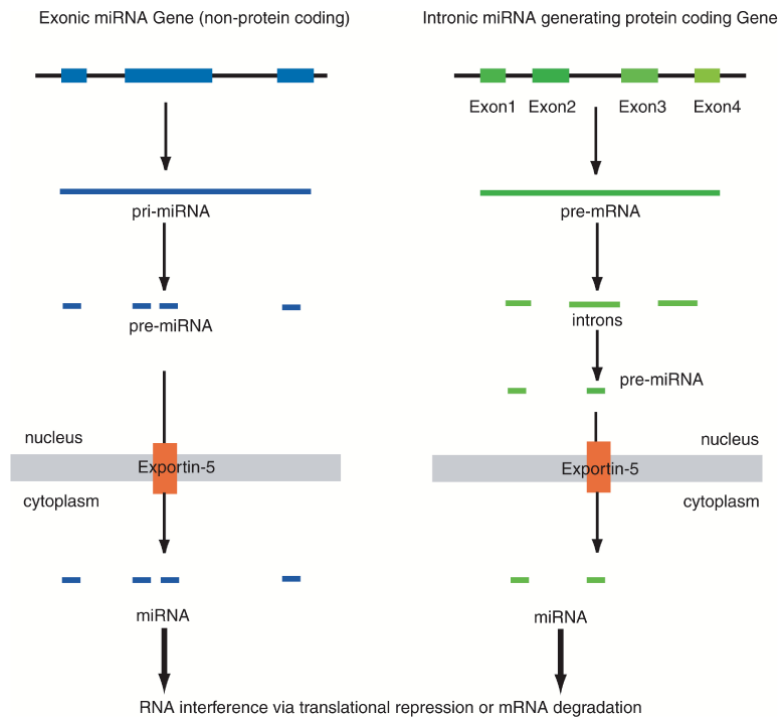 Exonic miRNA Gene (non-protein coding)
Intronic miRNA generating protein coding Gene
Exon1 Exon2 Exon3 Exon4
pri-miRNA
pre-mRNA
pre-miRNA
introns
pre-miRNA
nucleus
nucleus
Exportin-5
Exportin-5
cytoplasm
cytoplasm
miRNA
miRNA
RNA interference via translational repression or mRNA degradation